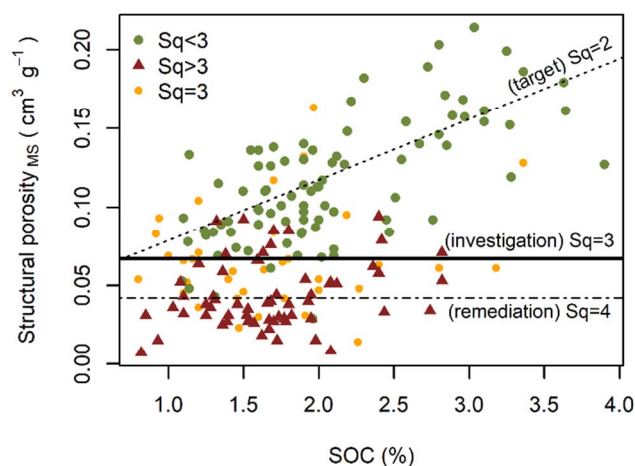 Sq<3
Sq>3
Sq=3
(target) Sq=2
(investigation) Sq=3
(remediation) Sq=4
Structural porosity MS ( cm³ g⁻¹ )
0.20
0.15
0.10
0.05
0.00
1.0 1.5 2.0 2.5 3.0 3.5 4.0
SOC (%)